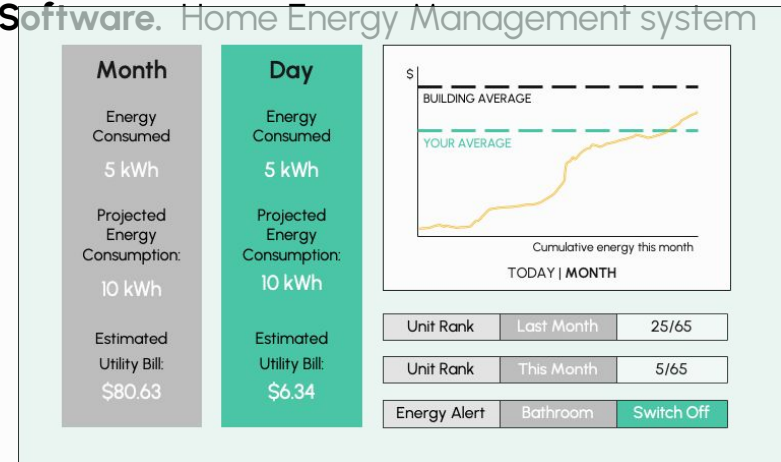 Software. Home Energy Management system
Month
Energy
Consumed
5 kWh
Projected
Energy
Consumption:
10 kWh
Estimated
Utility Bill:
$80.63
Day
Energy
Consumed
5 kWh
Projected
Energy
Consumption:
10 kWh
Estimated
Utility Bill:
$6.34
$
BUILDING AVERAGE
YOUR AVERAGE
Cumulative energy this month
TODAY | MONTH
Unit Rank Last Month 25/65
Unit Rank This Month 5/65
Energy Alert Bathroom Switch Off